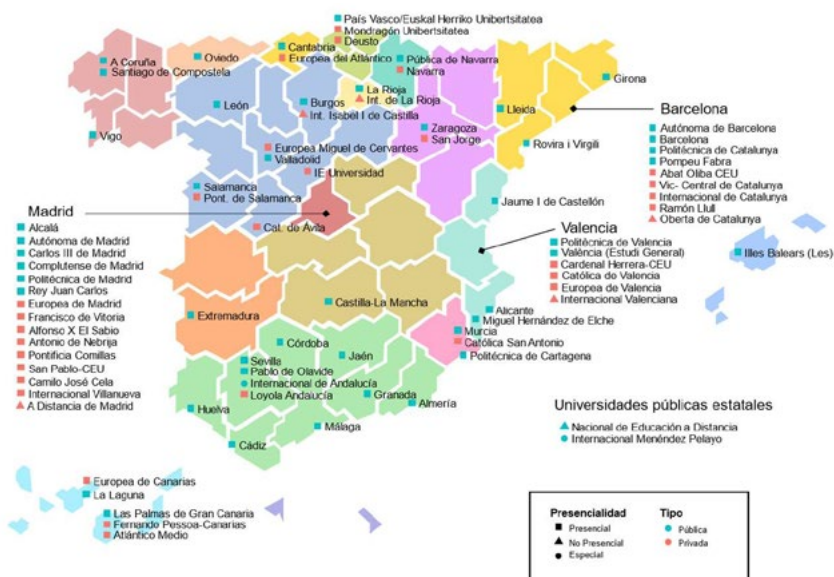 País Vasco/Euskal Herriko Unibertsitatea
Mondragón Unibertsitatea
Deusto
Cantabria
Europea del Atlántico
Pública de Navarra
Navarra
A Coruña
Santiago de Compostela
Oviedo
Vigo
León
Burgos
Int. Isabel I de Castilla
La Rioja
Int. de La Rioja
Girona
Lleida
Rovira i Virgili
Zaragoza
San Jorge
Europea Miguel de Cervantes
Valladolid
IE Universidad
Salamanca
Pont. de Salamanca
Cat. de Ávila
Barcelona
Autónoma de Barcelona
Barcelona
Politécnica de Catalunya
Pompeu Fabra
Abat Oliba CEU
Vic- Central de Catalunya
Internacional de Catalunya
Ramón Llull
Oberta de Catalunya
Jaume I de Castellón
Madrid
Alcalá
Autónoma de Madrid
Carlos III de Madrid
Complutense de Madrid
Politécnica de Madrid
Rey Juan Carlos
Europea de Madrid
Francisco de Vitoria
Alfonso X El Sabio
Antonio de Nebrija
Pontificia Comillas
San Pablo-CEU
Camilo José Cela
Internacional Villanueva
A Distancia de Madrid
Valencia
Politécnica de Valencia
València (Estudi General)
Cardenal Herrera-CEU
Católica de Valencia
Europea de Valencia
Internacional Valenciana
Illes Balears (Les)
Extremadura
Castilla-La Mancha
Alicante
Miguel Hernández de Elche
Murcia
Católica San Antonio
Politécnica de Cartagena
Córdoba
Jaén
Sevilla
Pablo de Olavide
Internacional de Andalucía
Loyola Andalucía
Granada
Almería
Huelva
Málaga
Cádiz
Universidades públicas estatales
Nacional de Educación a Distancia
Internacional Menéndez Pelayo
Europea de Canarias
La Laguna
Las Palmas de Gran Canaria
Fernando Pessoa-Canarias
Atlántico Medio
Presencialidad
Presencial
No Presencial
Especial
Tipo
Pública
Privada